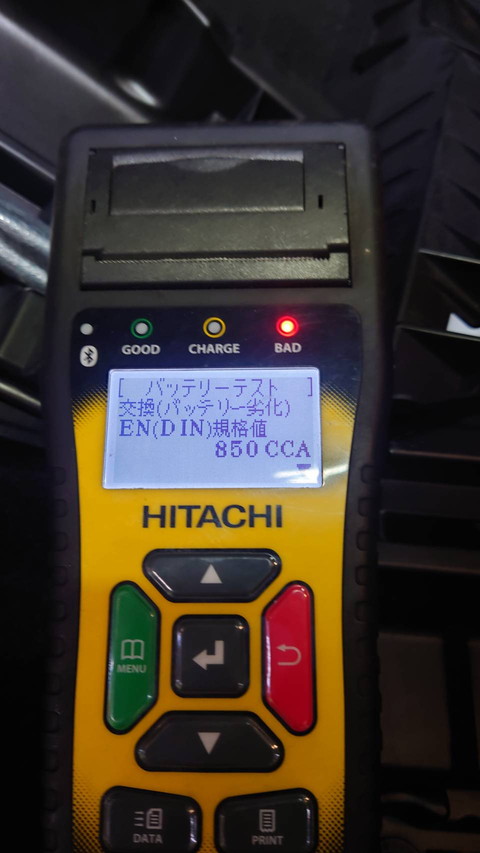 GOOD CHARGE BAD
[ バッテリーテスト ]
交換(バッテリー劣化)
EN(DIN)規格値
850 CCA
HITACHI
MENU
DATA PRINT